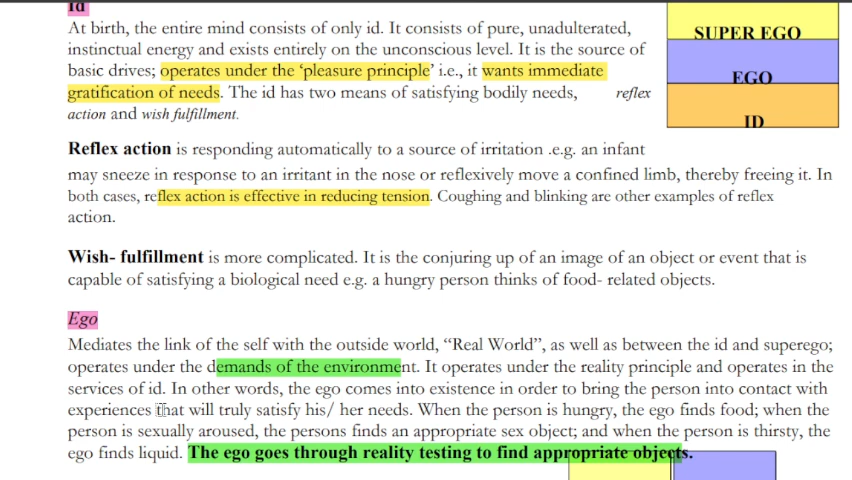 Id
At birth, the entire mind consists of only id. It consists of pure, unadulterated,
instinctual energy and exists entirely on the unconscious level. It is the source of
basic drives; operates under the ‘pleasure principle’ i.e., it wants immediate
gratification of needs. The id has two means of satisfying bodily needs, reflex
action and wish fulfillment.
SUPER EGO
EGO
ID
Reflex action is responding automatically to a source of irritation .e.g. an infant
may sneeze in response to an irritant in the nose or reflexively move a confined limb, thereby freeing it. In
both cases, reflex action is effective in reducing tension. Coughing and blinking are other examples of reflex
action.
Wish- fulfillment is more complicated. It is the conjuring up of an image of an object or event that is
capable of satisfying a biological need e.g. a hungry person thinks of food- related objects.
Ego
Mediates the link of the self with the outside world, “Real World”, as well as between the id and superego;
operates under the demands of the environment. It operates under the reality principle and operates in the
services of id. In other words, the ego comes into existence in order to bring the person into contact with
experiences that will truly satisfy his/ her needs. When the person is hungry, the ego finds food; when the
person is sexually aroused, the persons finds an appropriate sex object; and when the person is thirsty, the
ego finds liquid. The ego goes through reality testing to find appropriate objects.